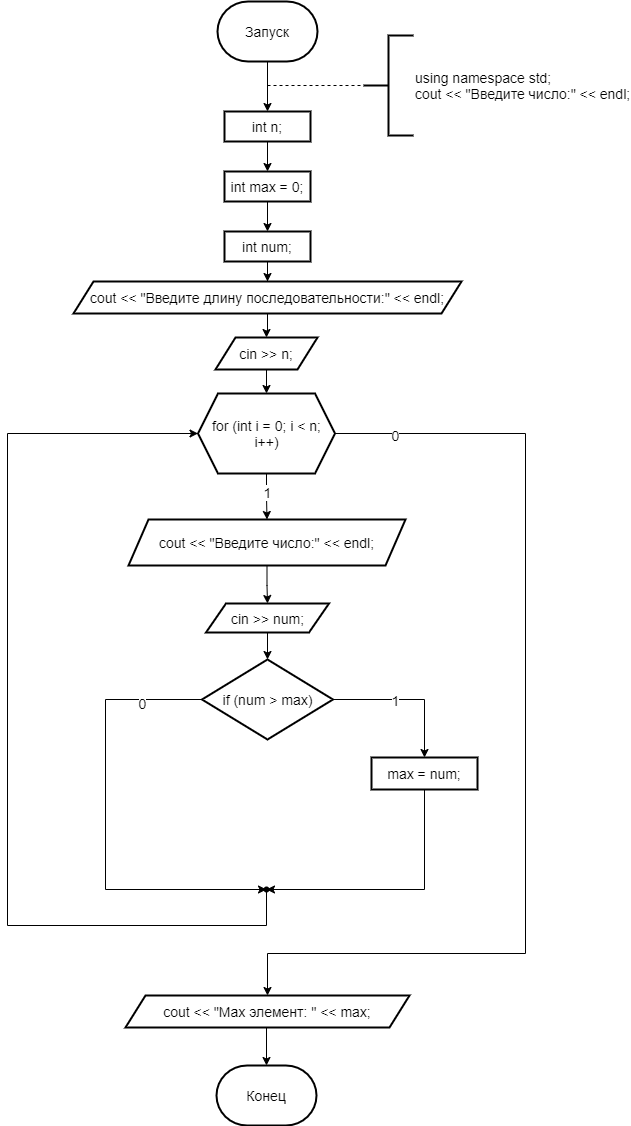 Запуск
using namespace std;
cout << "Введите число:" << endl;
int n;
int max = 0;
int num;
cout << "Введите длину последовательности:" << endl;
cin >> n;
for (int i = 0; i < n;
i++)
0
1
cout << "Введите число:" << endl;
cin >> num;
if (num > max)
0
1
max = num;
cout << "Max элемент: " << max;
Конец